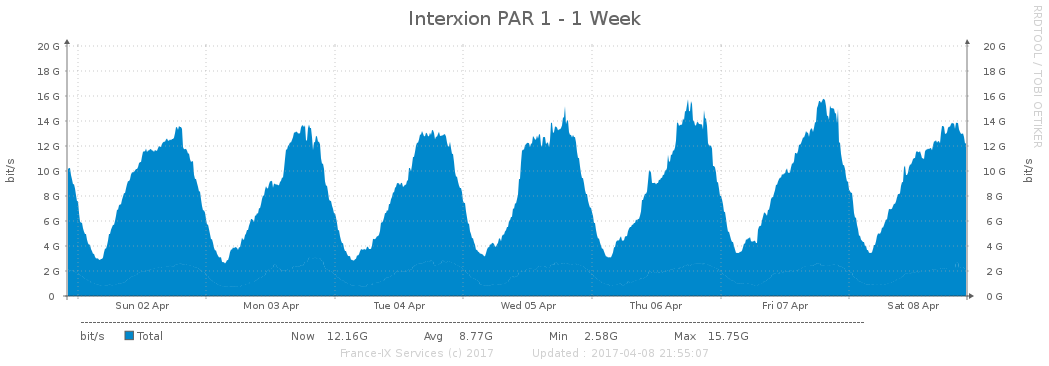 Interxion PAR 1 - 1 Week
RRDTOOL / TOBI OETIKER
bit/s
bit/s
20 G 20 G
18 G 18 G
16 G 16 G
14 G 14 G
12 G 12 G
10 G 10 G
8 G 8 G
6 G 6 G
4 G 4 G
2 G 2 G
0 0 G
Sun 02 Apr Mon 03 Apr Tue 04 Apr Wed 05 Apr Thu 06 Apr Fri 07 Apr Sat 08 Apr
bit/s Total Now 12.16G Avg 8.77G Min 2.58G Max 15.75G
France-IX Services (c) 2017 Updated : 2017-04-08 21:55:07